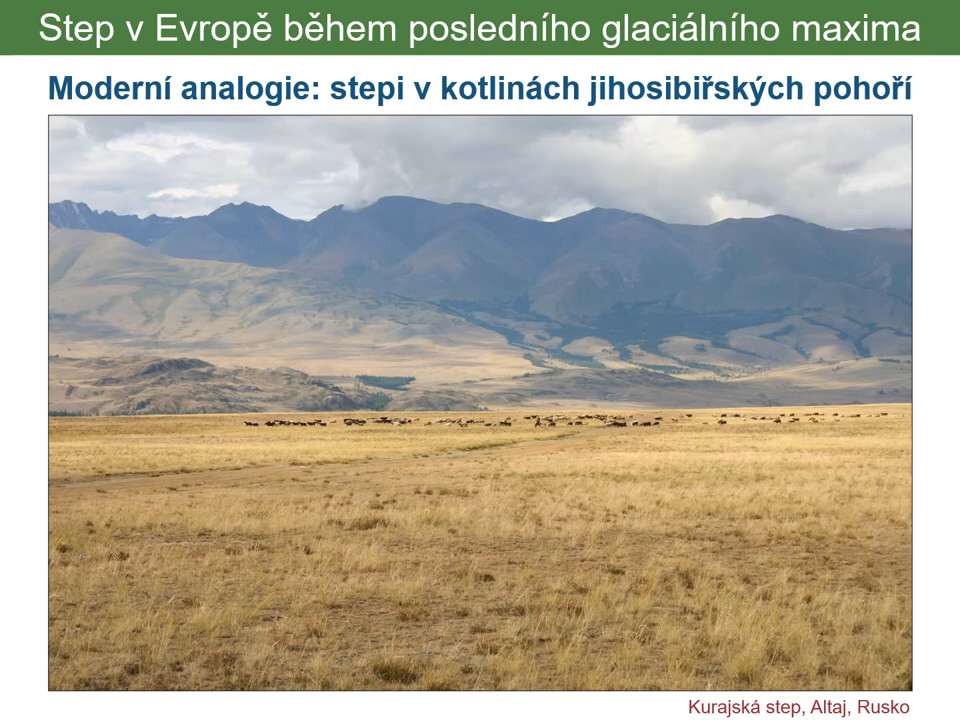 Step v Evropě během posledního glaciálního maxima
Moderní analogie: stepi v kotlinách jihosibiřských pohoří
Kurajská step, Altaj, Rusko